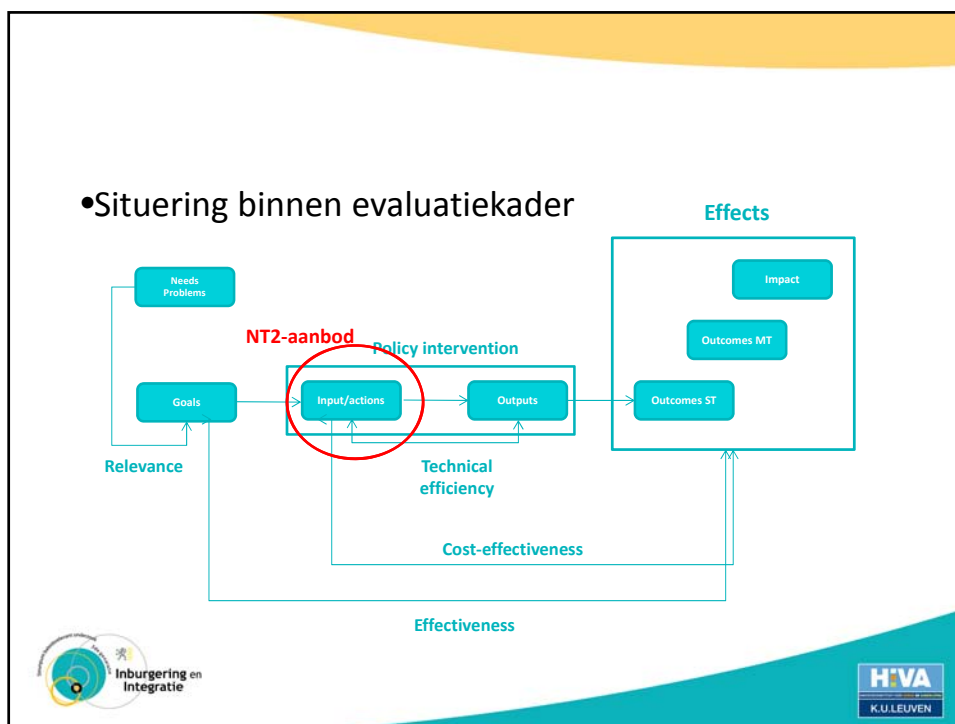 •Situering binnen evaluatiekader
Effects
Needs
Problems
Impact
NT2-aanbod
Policy intervention
Outcomes MT
Goals
Input/actions
Outputs
Outcomes ST
Relevance
Technical
efficiency
Cost-effectiveness
Effectiveness
Inburgering en
Integratie
HIVA
K.U.LEUVEN